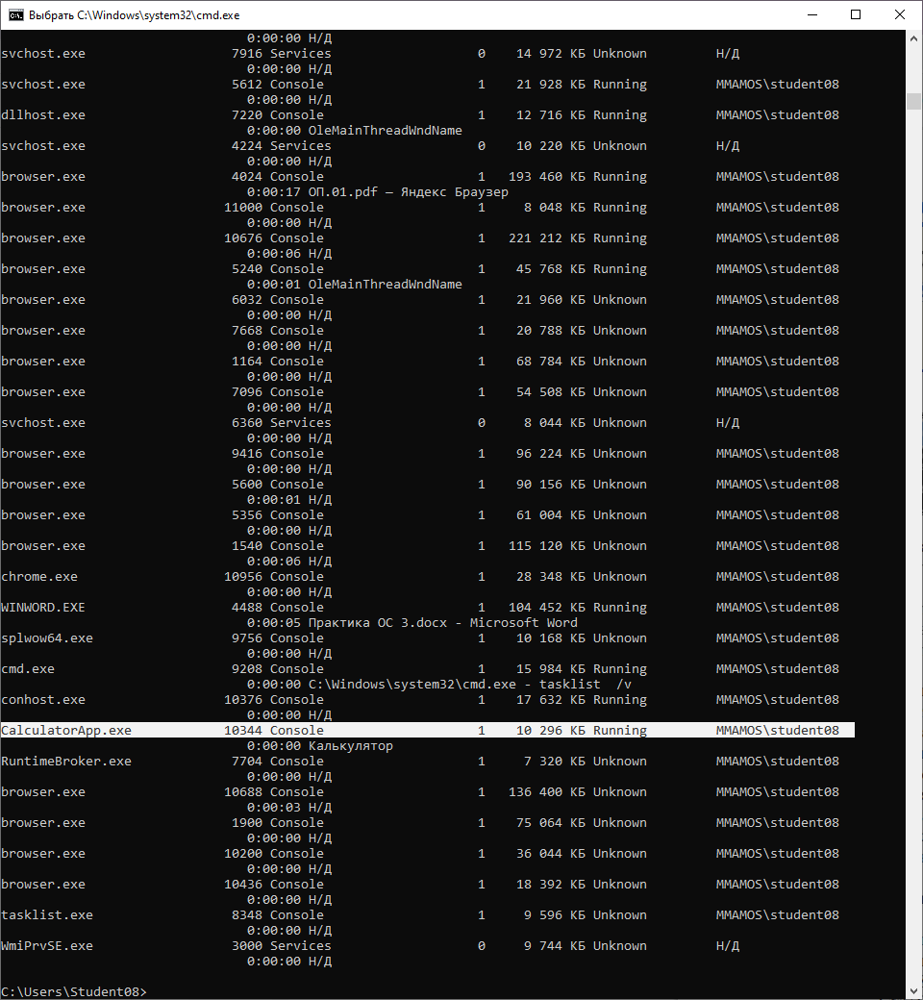 Выбрать C:\Windows\system32\cmd.exe
0:00:00 Н/Д
svchost.exe 7916 Services 0 14 972 КБ Unknown Н/Д
0:00:00 Н/Д
svchost.exe 5612 Console 1 21 928 КБ Running MMAMOS\student08
0:00:00 Н/Д
dllhost.exe 7220 Console 1 12 716 КБ Running MMAMOS\student08
0:00:00 OleMainThreadWndName
svchost.exe 4224 Services 0 10 220 КБ Unknown Н/Д
0:00:00 Н/Д
browser.exe 4024 Console 1 193 460 КБ Running MMAMOS\student08
0:00:17 ОП.01.pdf — Яндекс Браузер
browser.exe 11000 Console 1 8 048 КБ Running MMAMOS\student08
0:00:00 Н/Д
browser.exe 10676 Console 1 221 212 КБ Running MMAMOS\student08
0:00:06 Н/Д
browser.exe 5240 Console 1 45 768 КБ Running MMAMOS\student08
0:00:01 OleMainThreadWndName
browser.exe 6032 Console 1 21 960 КБ Unknown MMAMOS\student08
0:00:00 Н/Д
browser.exe 7668 Console 1 20 788 КБ Unknown MMAMOS\student08
0:00:00 Н/Д
browser.exe 1164 Console 1 68 784 КБ Unknown MMAMOS\student08
0:00:00 Н/Д
browser.exe 7096 Console 1 54 508 КБ Unknown MMAMOS\student08
0:00:00 Н/Д
svchost.exe 6360 Services 0 8 044 КБ Unknown Н/Д
0:00:00 Н/Д
browser.exe 9416 Console 1 96 224 КБ Unknown MMAMOS\student08
0:00:00 Н/Д
browser.exe 5600 Console 1 90 156 КБ Unknown MMAMOS\student08
0:00:01 Н/Д
browser.exe 5356 Console 1 61 004 КБ Unknown MMAMOS\student08
0:00:00 Н/Д
browser.exe 1540 Console 1 115 120 КБ Unknown MMAMOS\student08
0:00:06 Н/Д
chrome.exe 10956 Console 1 28 348 КБ Running MMAMOS\student08
0:00:00 Н/Д
WINWORD.EXE 4488 Console 1 104 452 КБ Running MMAMOS\student08
0:00:05 Практика ОС 3.docx - Microsoft Word
splwow64.exe 9756 Console 1 10 168 КБ Running MMAMOS\student08
0:00:00 Н/Д
cmd.exe 9208 Console 1 15 984 КБ Running MMAMOS\student08
0:00:00 C:\Windows\system32\cmd.exe - tasklist /v
conhost.exe 10376 Console 1 17 632 КБ Running MMAMOS\student08
0:00:00 Н/Д
CalculatorApp.exe 10344 Console 1 10 296 КБ Running MMAMOS\student08
0:00:00 Калькулятор
RuntimeBroker.exe 7704 Console 1 7 320 КБ Unknown MMAMOS\student08
0:00:00 Н/Д
browser.exe 10688 Console 1 136 400 КБ Unknown MMAMOS\student08
0:00:03 Н/Д
browser.exe 1900 Console 1 75 064 КБ Unknown MMAMOS\student08
0:00:00 Н/Д
browser.exe 10200 Console 1 36 044 КБ Unknown MMAMOS\student08
0:00:00 Н/Д
browser.exe 10436 Console 1 18 392 КБ Unknown MMAMOS\student08
0:00:00 Н/Д
tasklist.exe 8348 Console 1 9 596 КБ Unknown MMAMOS\student08
0:00:00 Н/Д
WmiPrvSE.exe 3000 Services 0 9 744 КБ Unknown Н/Д
0:00:00 Н/Д
C:\Users\Student08>